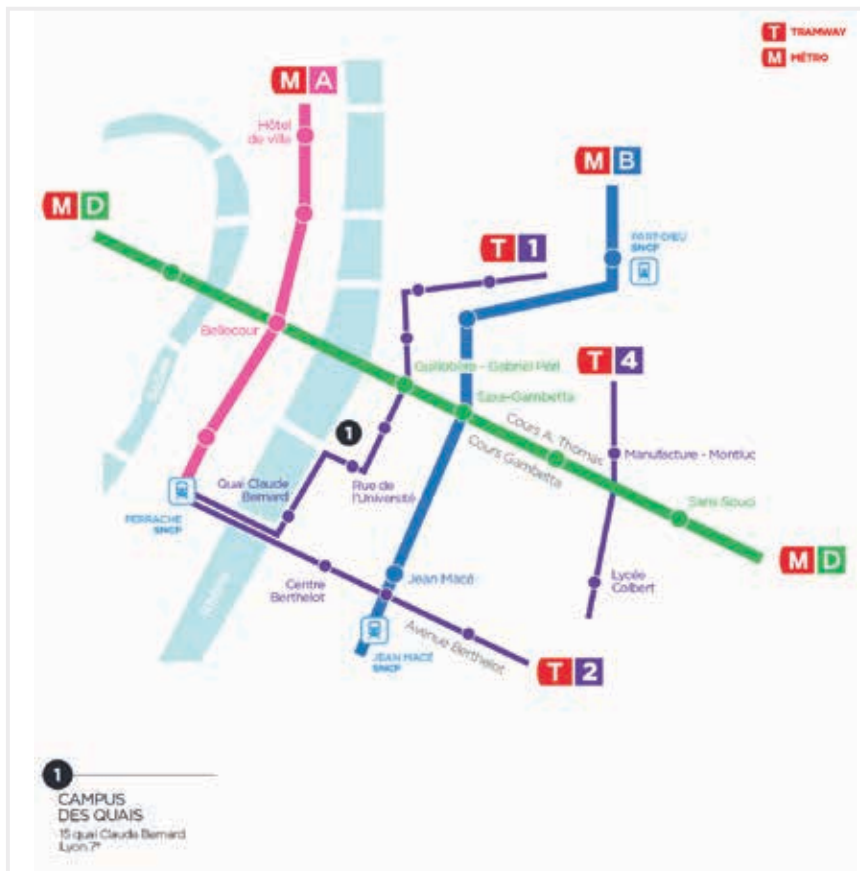 T TRAMWAY
M MÉTRO
M A
Hôtel
de ville
M B
M D
T 1
PART-DIEU
SNCF
Bellecour
Guillotière - Gabriel Péri
T 4
Saxe-Gambetta
Cours A. Thomas
Cours Gambetta
Manufacture - Montluc
1
Quai Claude
Bernard
Rue de
l'Université
Sans Souci
PERRACHE
SNCF
M D
Centre
Berthelot
Jean Macé
Lycée
Colbert
Rhône
Avenue Berthelot
JEAN MACÉ
SNCF
T 2
1
CAMPUS
DES QUAIS
15 quai Claude Bernard
Lyon 7e